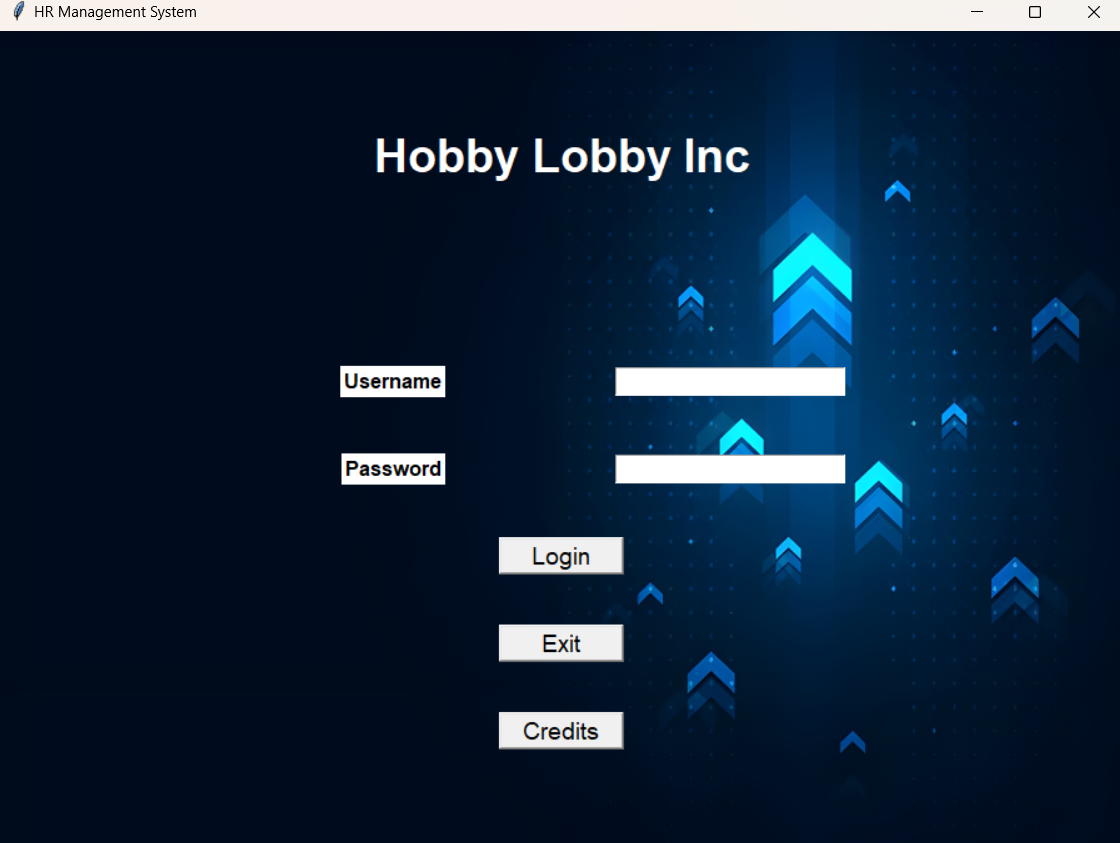 HR Management System
Hobby Lobby Inc
Username
Password
Login
Exit
Credits